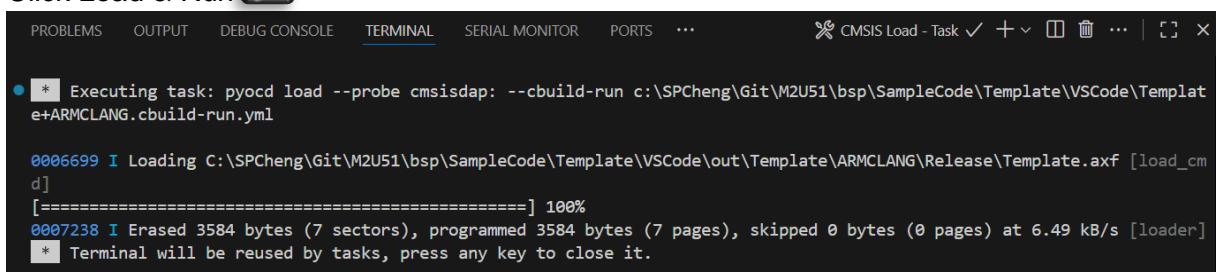 Click Load & Run
PROBLEMS OUTPUT DEBUG CONSOLE TERMINAL SERIAL MONITOR PORTS ··· CMSIS Load - Task
* Executing task: pyocd load --probe cmsisdap: --cbuild-run c:\SPCheng\Git\M2U51\bsp\SampleCode\Template\VSCode\Templat
e+ARMCLANG.cbuild-run.yml
0006699 I Loading C:\SPCheng\Git\M2U51\bsp\SampleCode\Template\VSCode\out\Template\ARMCLANG\Release\Template.axf [load_cm
d]
[==================================================] 100%
0007238 I Erased 3584 bytes (7 sectors), programmed 3584 bytes (7 pages), skipped 0 bytes (0 pages) at 6.49 kB/s [loader]
* Terminal will be reused by tasks, press any key to close it.